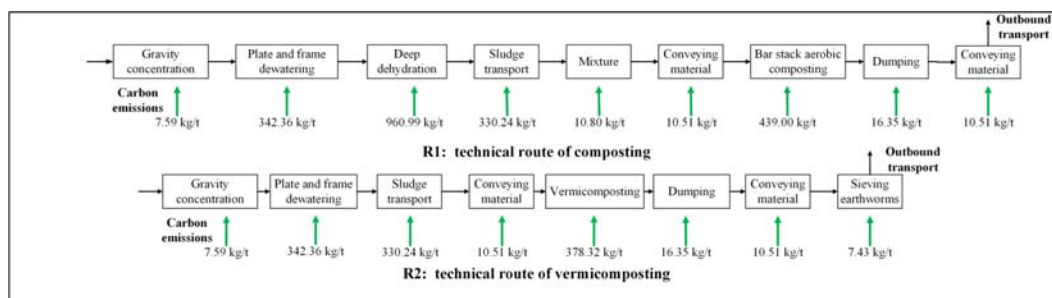 Outbound
transport
Gravity
concentration
Plate and frame
dewatering
Deep
dehydration
Sludge
transport
Mixture
Conveying
material
Bar stack aerobic
composting
Dumping
Conveying
material
Carbon
emissions
7.59 kg/t
342.36 kg/t
960.99 kg/t
330.24 kg/t
10.80 kg/t
10.51 kg/t
439.00 kg/t
16.35 kg/t
10.51 kg/t
R1: technical route of composting
Outbound
transport
Gravity
concentration
Plate and frame
dewatering
Sludge
transport
Conveying
material
Vermicomposting
Dumping
Conveying
material
Sieving
earthworms
Carbon
emissions
7.59 kg/t
342.36 kg/t
330.24 kg/t
10.51 kg/t
378.32 kg/t
16.35 kg/t
10.51 kg/t
7.43 kg/t
R2: technical route of vermicomposting